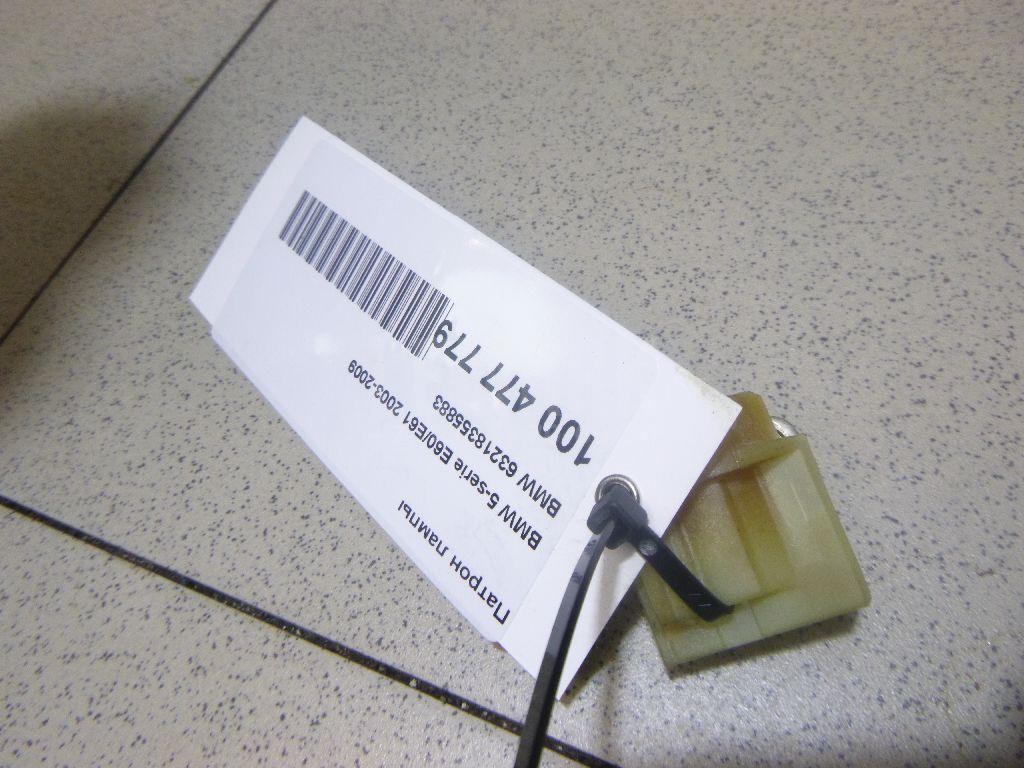 Патрон лампы
BMW 5-serie E60/E61 2003-2009
BMW 63218355883
100 477 779